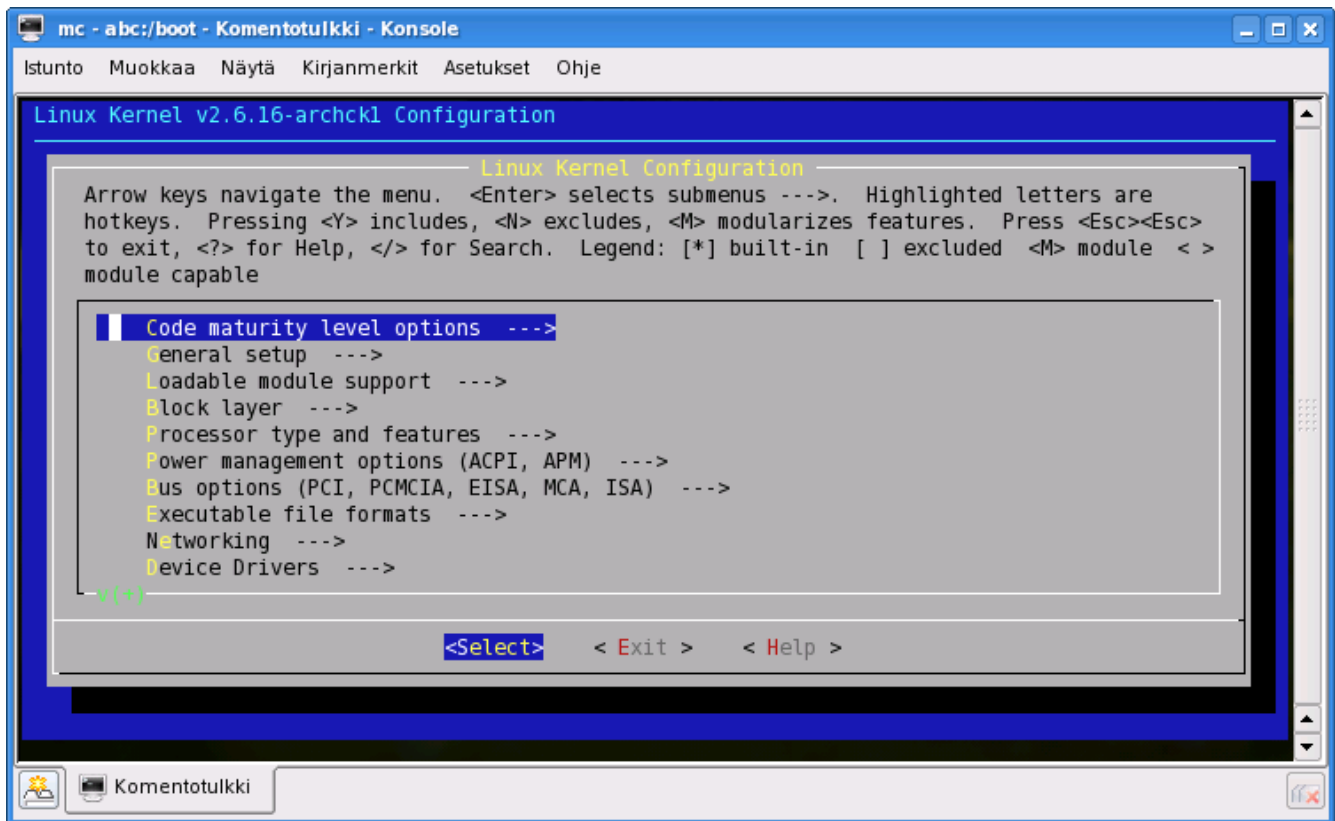 mc - abc:/boot - Komentotulkki - Konsole
Istunto Muokkaa Näytä Kirjanmerkit Asetukset Ohje
Linux Kernel v2.6.16-archck1 Configuration
Linux Kernel Configuration
Arrow keys navigate the menu. <Enter> selects submenus --->. Highlighted letters are
hotkeys. Pressing <Y> includes, <N> excludes, <M> modularizes features. Press <Esc><Esc>
to exit, <?> for Help, </> for Search. Legend: [*] built-in [ ] excluded <M> module < >
module capable
Code maturity level options --->
General setup --->
Loadable module support --->
Block layer --->
Processor type and features --->
Power management options (ACPI, APM) --->
Bus options (PCI, PCMCIA, EISA, MCA, ISA) --->
Executable file formats --->
Networking --->
Device Drivers --->
v(+)
<Select> < Exit > < Help >
Komentotulkki